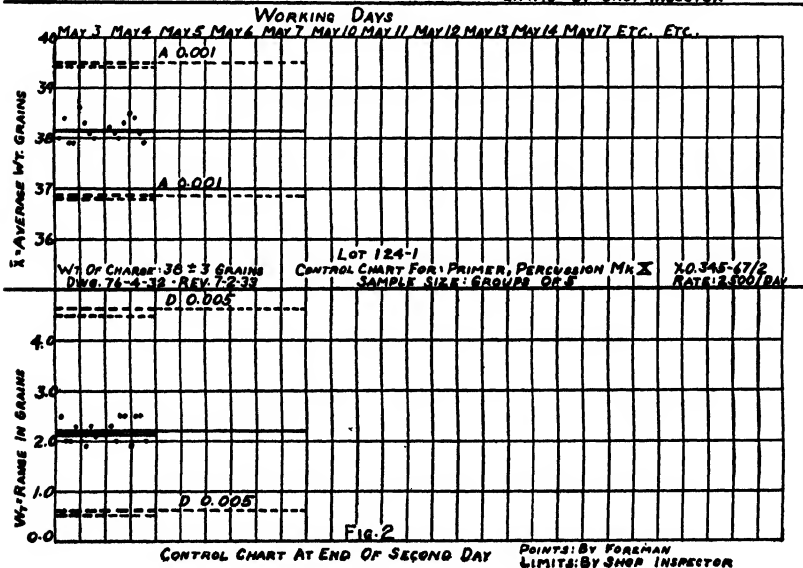 WORKING DAYS
MAY 3 MAY 4 MAY 5 MAY 6 MAY 7 MAY 10 MAY 11 MAY 12 MAY 13 MAY 14 MAY 17 ETC. ETC.
40
A 0.001
39
38
37
A 0.001
36
X̄ = AVERAGE WT. GRAINS
LOT 124-1
WT. OF CHARGE: 38 ± 3 GRAINS CONTROL CHART FOR: PRIMER, PERCUSSION MK X
DWG. 76-4-32 - REV. 7-2-39 SAMPLE SIZE: GROUPS OF 5 RATE: 2500/DAY
D 0.005
4.0
3.0
2.0
1.0
D 0.005
0.0
RANGE IN GRAINS
FIG. 2
CONTROL CHART AT END OF SECOND DAY
POINTS: BY FOREMAN
LIMITS: BY SHOP INSPECTOR